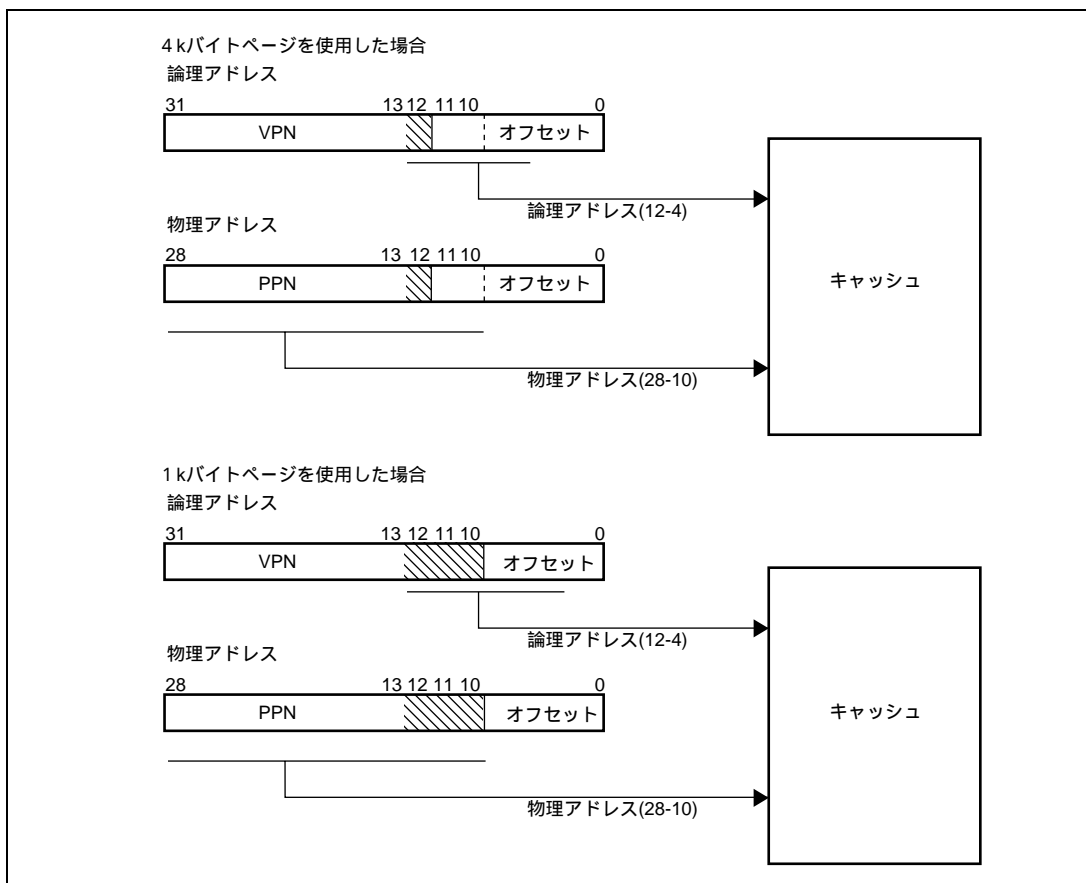 4 kバイトページを使用した場合
論理アドレス
31 13 12 11 10 0
VPN オフセット
論理アドレス(12-4)
物理アドレス
28 13 12 11 10 0
PPN オフセット
キャッシュ
物理アドレス(28-10)
1 kバイトページを使用した場合
論理アドレス
31 13 12 11 10 0
VPN オフセット
論理アドレス(12-4)
物理アドレス
28 13 12 11 10 0
PPN オフセット
キャッシュ
物理アドレス(28-10)